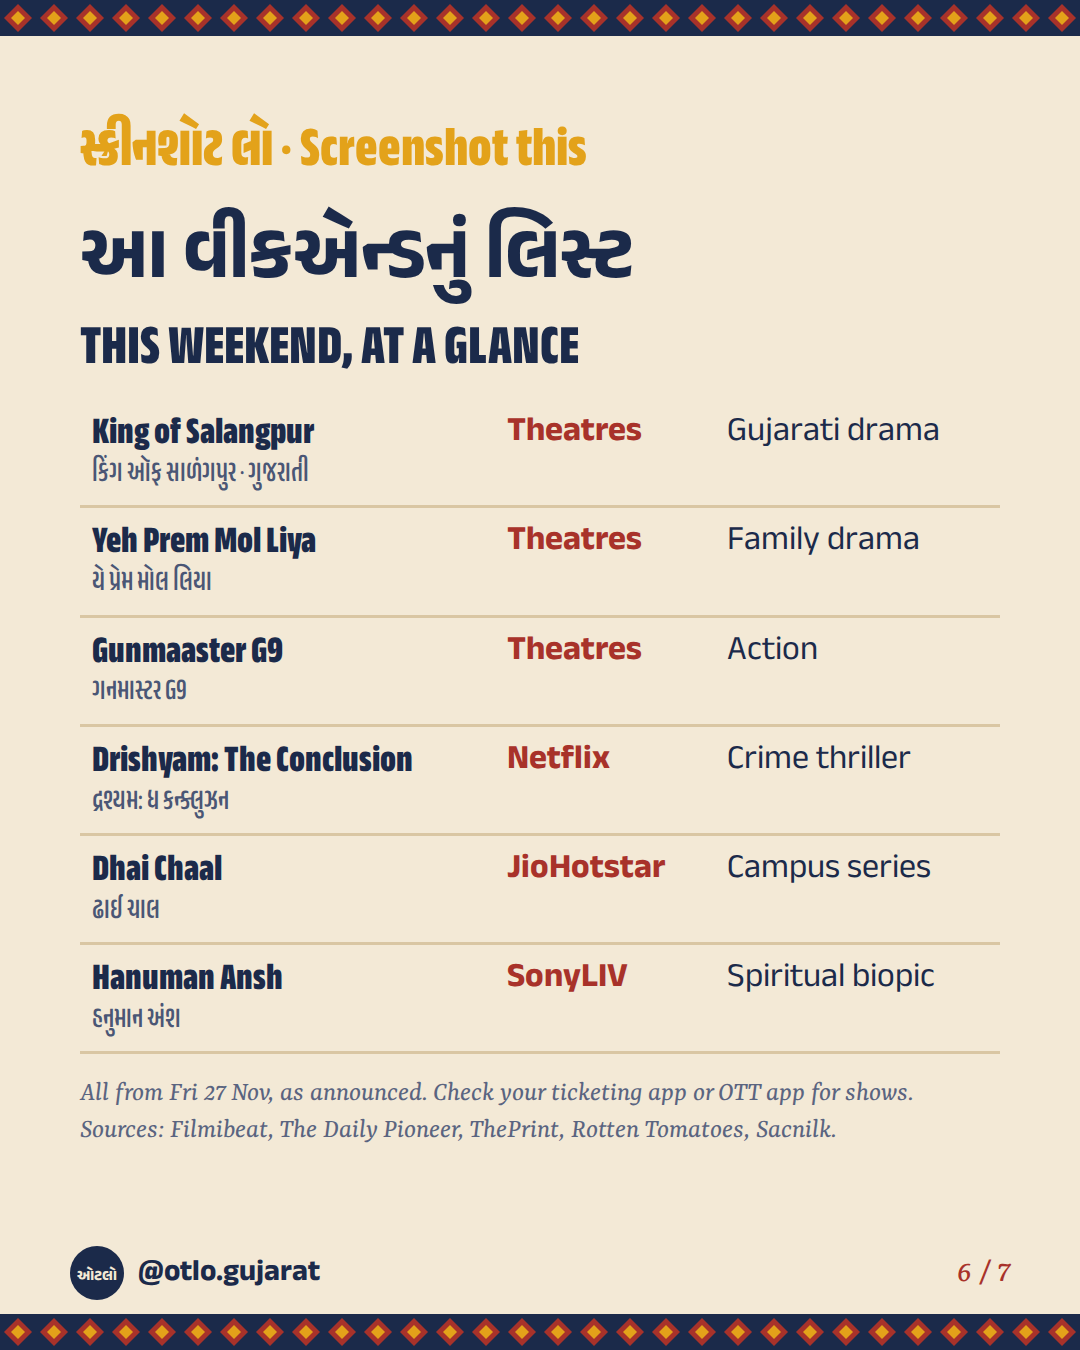 સ્ક્રીનશૉટ લો · Screenshot this
આ વીકએન્ડનું લિસ્ટ
THIS WEEKEND, AT A GLANCE
King of Salangpur Theatres Gujarati drama
કિંગ ઑફ સાળંગપુર · ગુજરાતી
Yeh Prem Mol Liya Theatres Family drama
યે પ્રેમ મોલ લિયા
Gunmaaster G9 Theatres Action
ગનમાસ્ટર G9
Drishyam: The Conclusion Netflix Crime thriller
દ્રશ્યમ: ધ કન્ક્લુઝન
Dhai Chaal JioHotstar Campus series
ઢાઈ ચાલ
Hanuman Ansh SonyLIV Spiritual biopic
હનુમાન અંશ
All from Fri 27 Nov, as announced. Check your ticketing app or OTT app for shows.
Sources: Filmibeat, The Daily Pioneer, ThePrint, Rotten Tomatoes, Sacnilk.
ઓટલો @otlo.gujarat 6 / 7